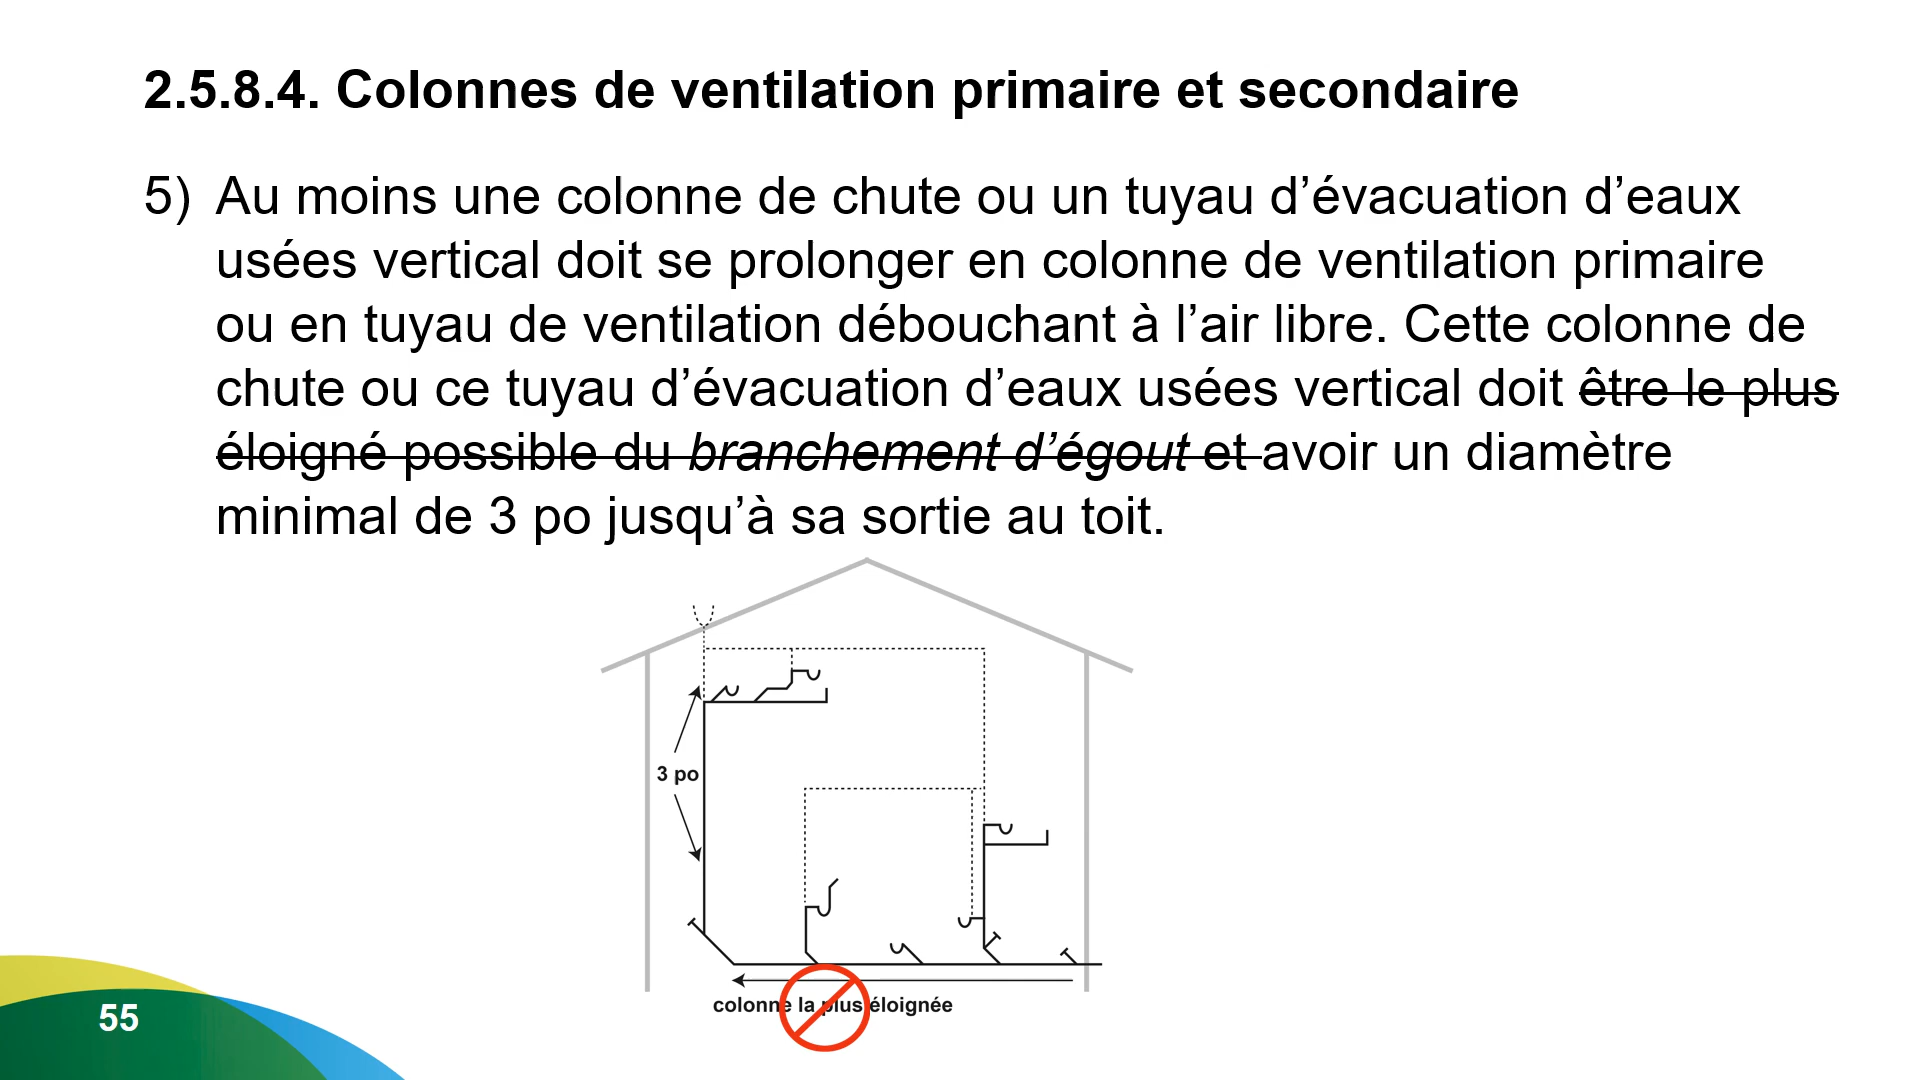 2.5.8.4. Colonnes de ventilation primaire et secondaire
5) Au moins une colonne de chute ou un tuyau d’évacuation d’eaux
usées vertical doit se prolonger en colonne de ventilation primaire
ou en tuyau de ventilation débouchant à l’air libre. Cette colonne de
chute ou ce tuyau d’évacuation d’eaux usées vertical doit être le plus
éloigné possible du branchement d’égout et avoir un diamètre
minimal de 3 po jusqu’à sa sortie au toit.
3 po
colonne la plus éloignée
55